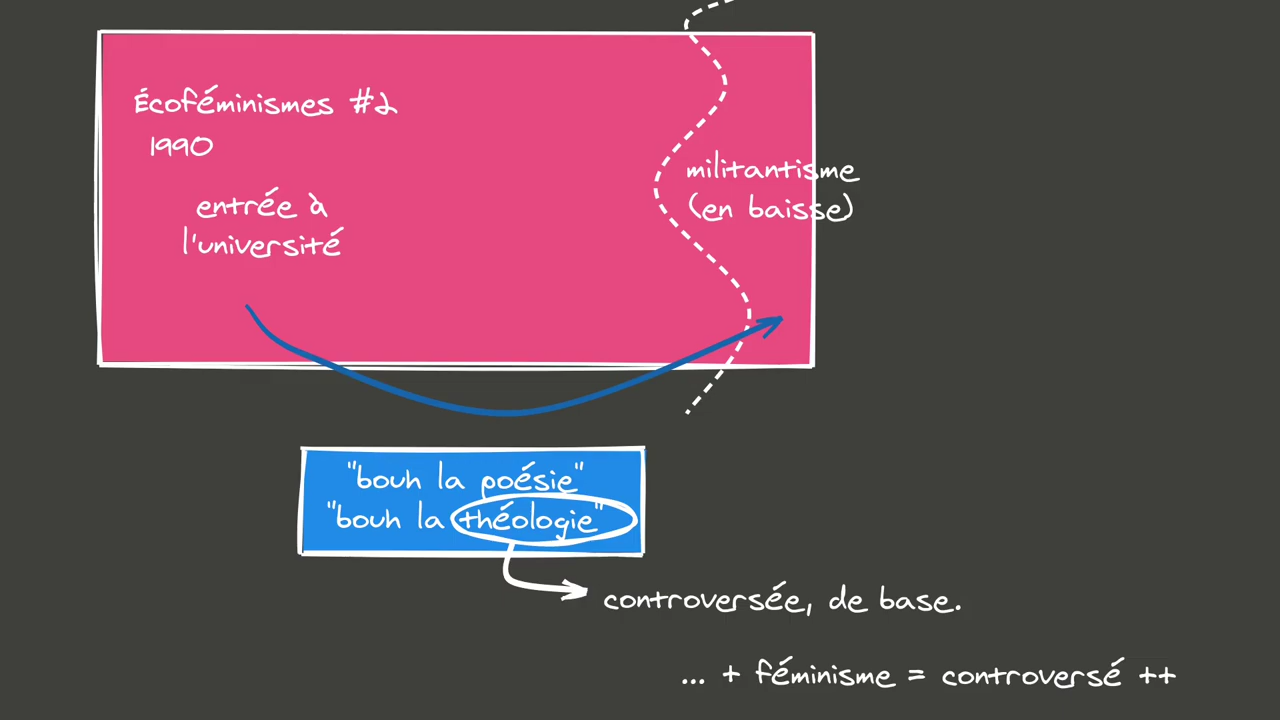 Écoféminismes #2
1990
entrée à
l'université
militantisme
(en baisse)
"bouh la poésie"
"bouh la théologie"
controversée, de base.
... + féminisme = controversé ++